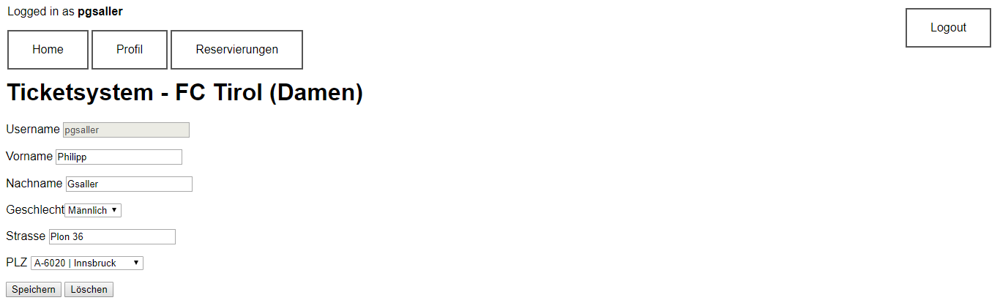 Logged in as pgsaller
Logout
Home Profil Reservierungen
Ticketsystem - FC Tirol (Damen)
Username pgsaller
Vorname Philipp
Nachname Gsaller
Geschlecht Männlich
Strasse Plon 36
PLZ A-6020 | Innsbruck
Speichern Löschen